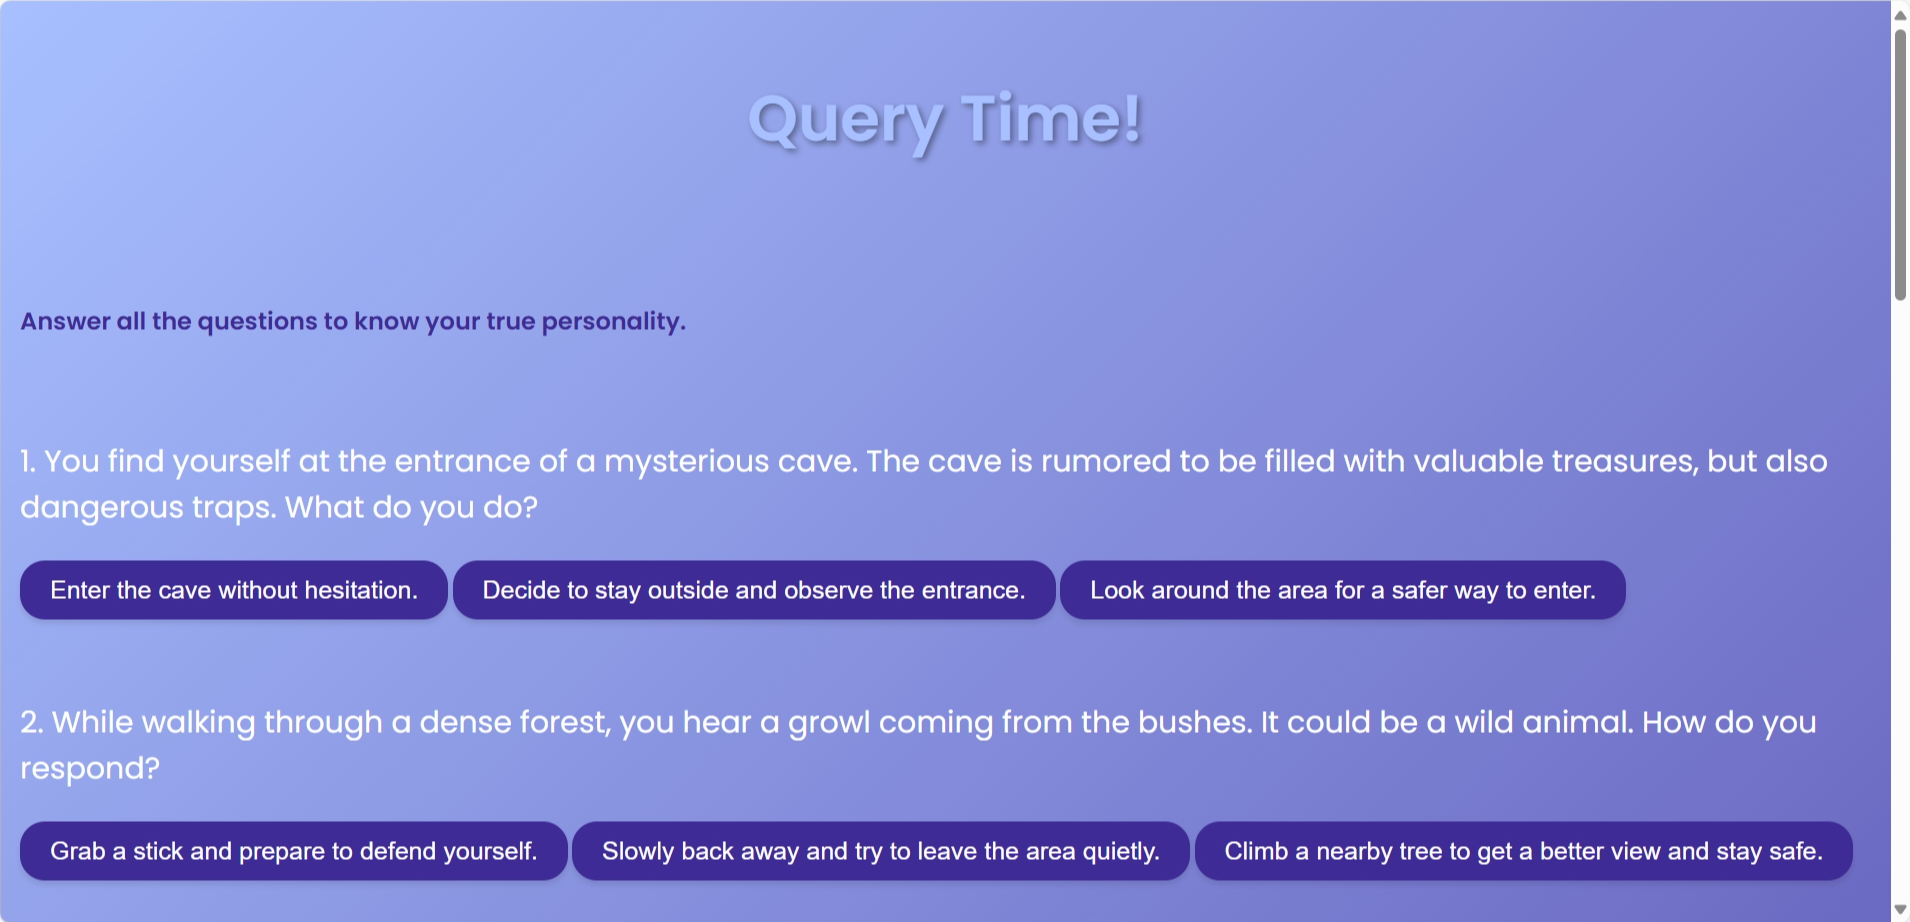 Query Time!
Answer all the questions to know your true personality.
1. You find yourself at the entrance of a mysterious cave. The cave is rumored to be filled with valuable treasures, but also
dangerous traps. What do you do?
Enter the cave without hesitation. Decide to stay outside and observe the entrance. Look around the area for a safer way to enter.
2. While walking through a dense forest, you hear a growl coming from the bushes. It could be a wild animal. How do you
respond?
Grab a stick and prepare to defend yourself. Slowly back away and try to leave the area quietly. Climb a nearby tree to get a better view and stay safe.